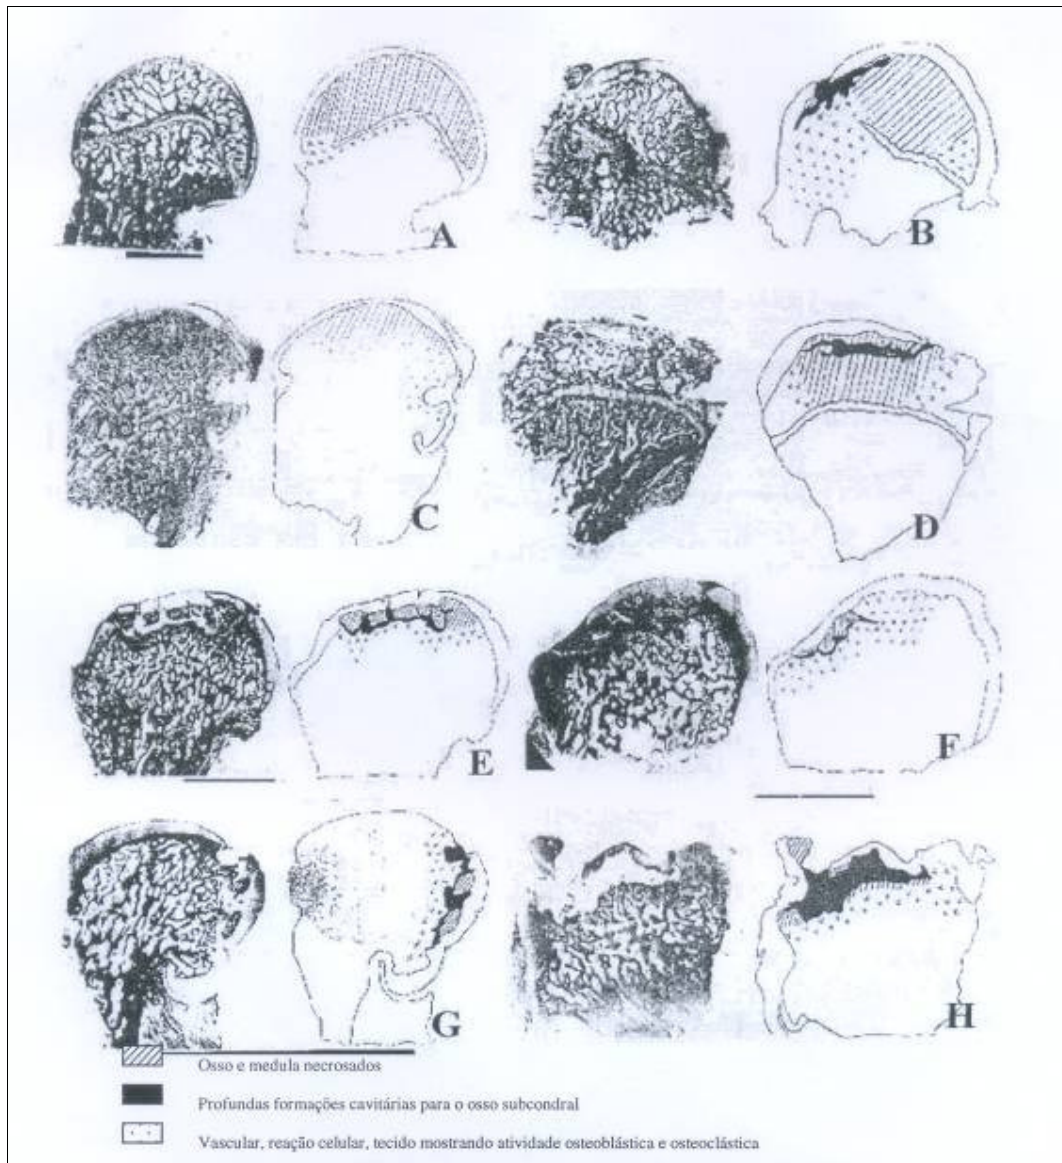 A
B
C
D
E
F
G
H
Osso e medula necrosados
Profundas formações cavitárias para o osso subcondral
Vascular, reação celular, tecido mostrando atividade osteoblástica e osteoclástica